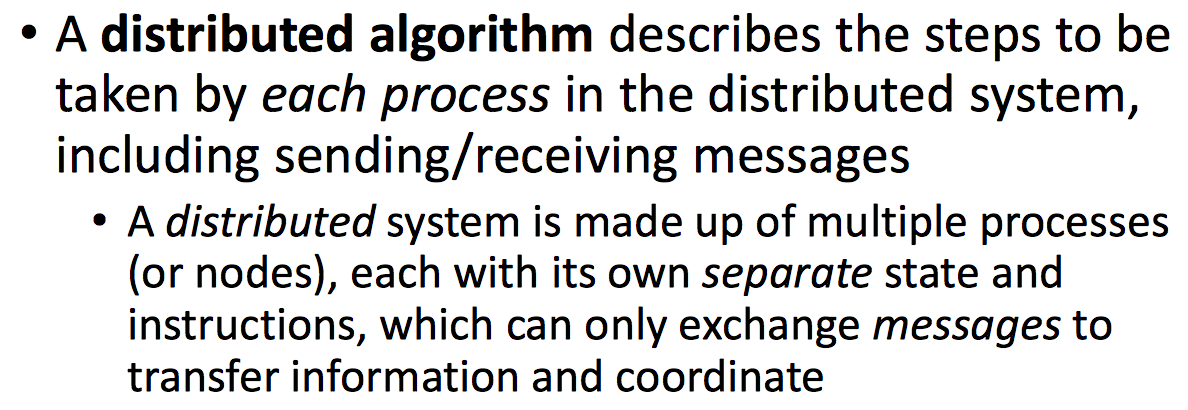 • A distributed algorithm describes the steps to be
taken by each process in the distributed system,
including sending/receiving messages
• A distributed system is made up of multiple processes
(or nodes), each with its own separate state and
instructions, which can only exchange messages to
transfer information and coordinate